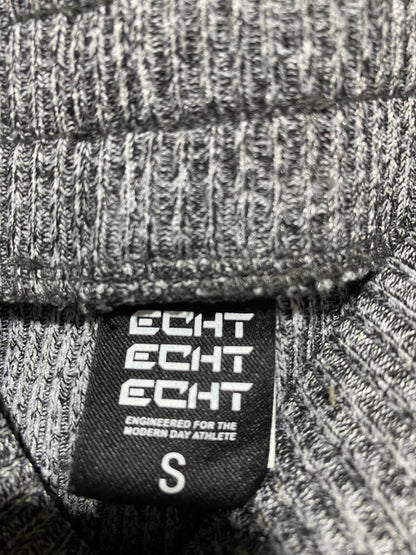 ECHT
ECHT
ECHT
ENGINEERED FOR THE
MODERN DAY ATHLETE
S